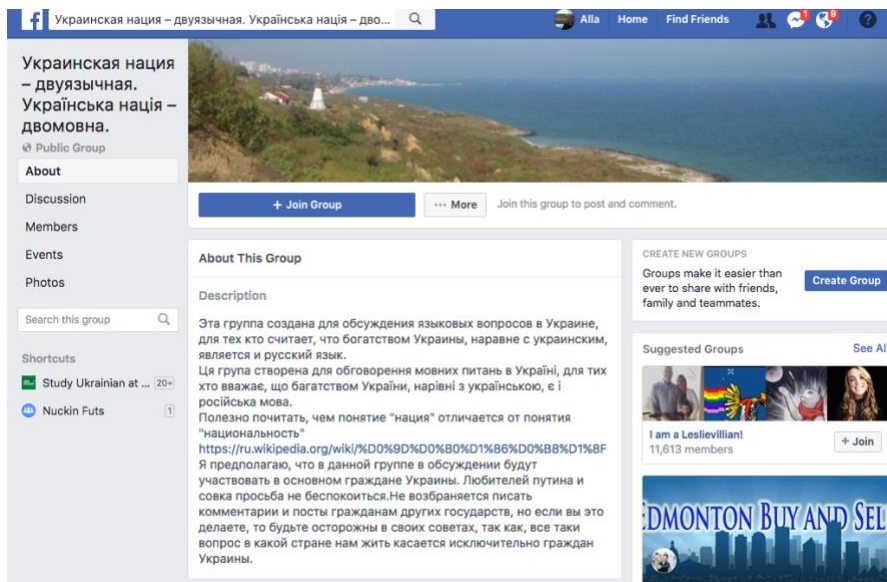 Украинская нация – двуязычная. Українська нація – дво...
Alla Home Find Friends
1 9
Украинская нация
– двуязычная.
Українська нація –
двомовна.
Public Group
About
Discussion
Members
Events
Photos
Search this group
Shortcuts
Study Ukrainian at ... 20+
Nuckin Futs 1
+ Join Group
··· More
Join this group to post and comment.
About This Group
Description
Эта группа создана для обсуждения языковых вопросов в Украине,
для тех кто считает, что богатством Украины, наравне с украинским,
является и русский язык.
Ця група створена для обговорення мовних питань в Україні, для тих
хто вважає, що багатством України, нарівні з українською, є і
російська мова.
Полезно почитать, чем понятие "нация" отличается от понятия
"национальность"
https://ru.wikipedia.org/wiki/%D0%9D%D0%B0%D1%86%D0%B8%D1%8F
Я предполагаю, что в данной группе в обсуждении будут
участвовать в основном граждане Украины. Любителей путина и
совка просьба не беспокоиться.Не возбраняется писать
комментарии и посты гражданам других государств, но если вы это
делаете, то будьте осторожны в своих советах, так как, все таки
вопрос в какой стране нам жить касается исключительно граждан
Украины.
CREATE NEW GROUPS
Groups make it easier than
ever to share with friends,
family and teammates.
Create Group
Suggested Groups
See All
I am a Leslievillian!
11,613 members
+ Join
EDMONTON BUY AND SEL